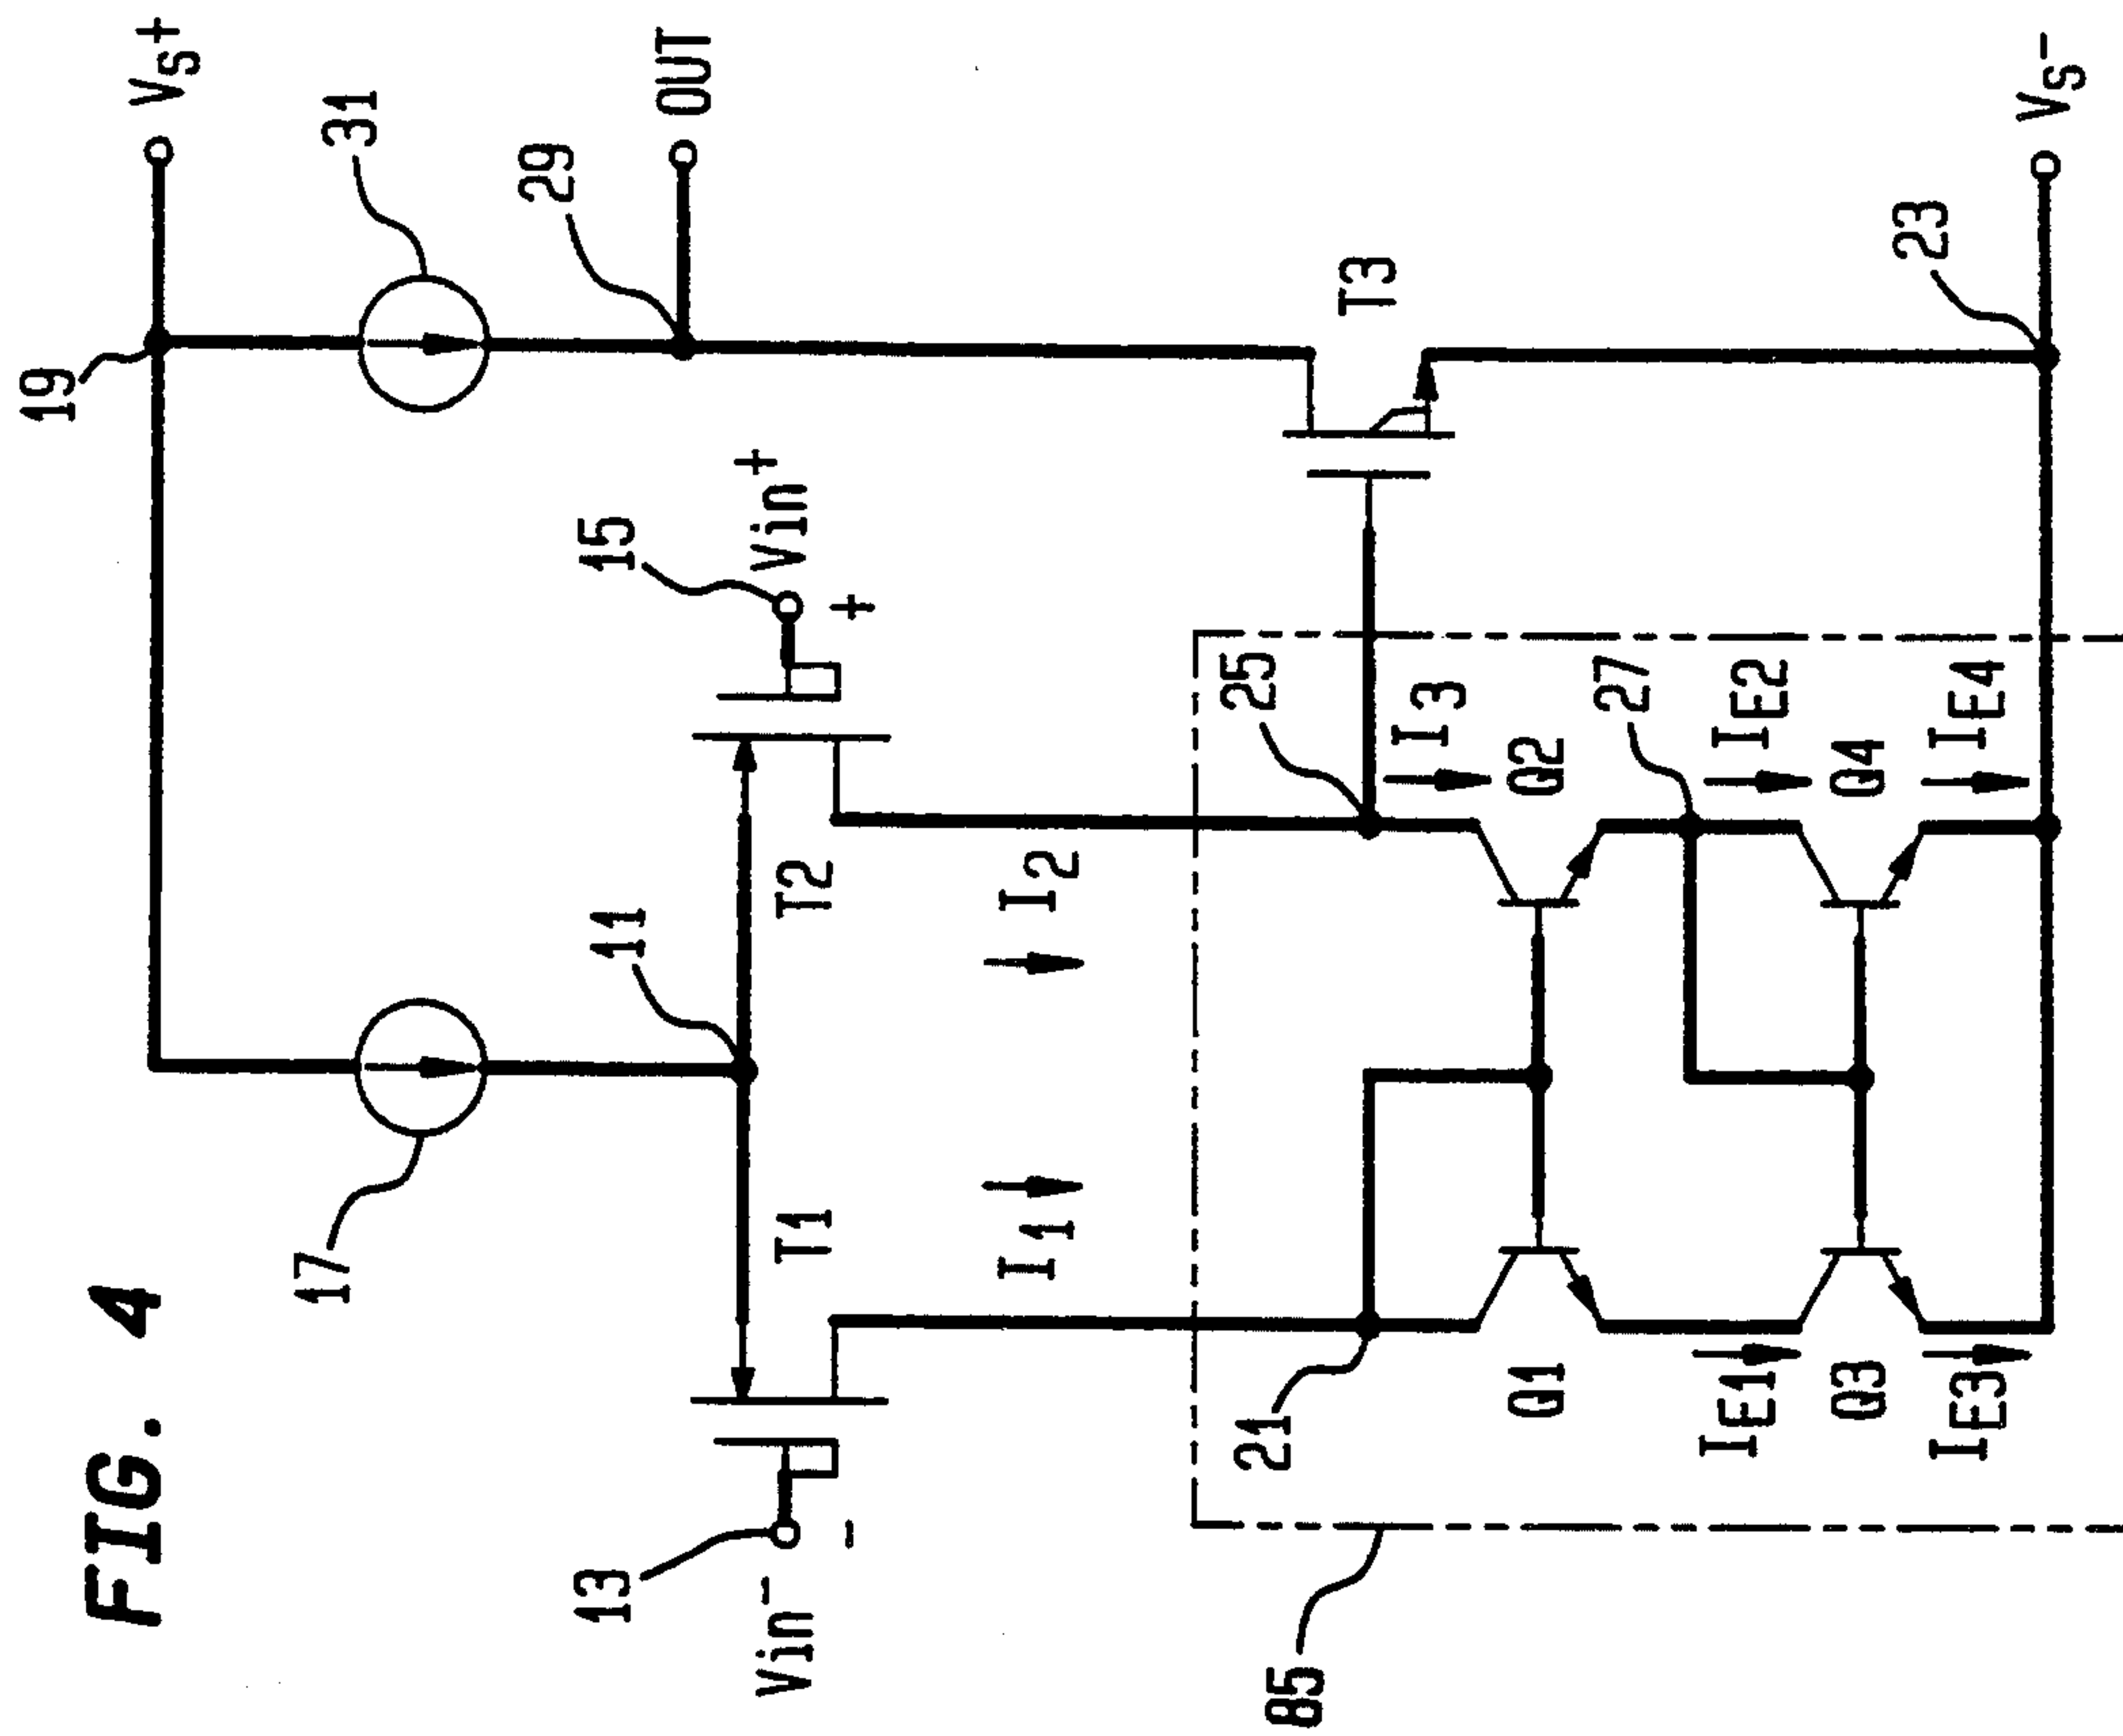 FIG. 4
19
Vs+
17
31
11
29
OUT
13
15
Vin-
-
T1
T2
Vin+
+
I1
I2
85
21
25
T3
I3
Q1
Q2
27
IE1
IE2
Q3
Q4
IE3
IE4
23
Vs-